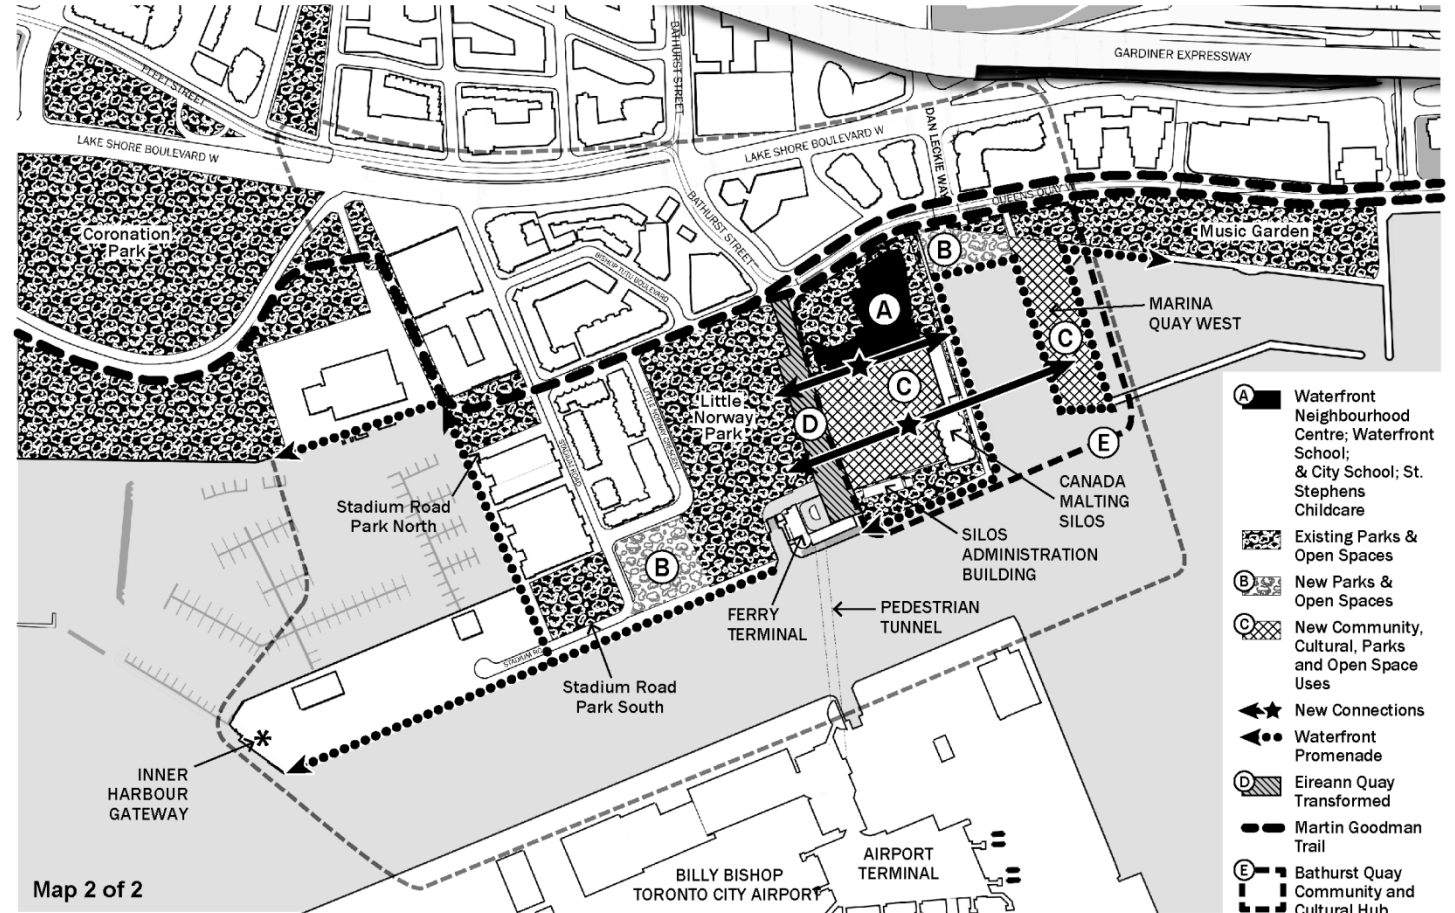 GARDINER EXPRESSWAY
FLEET STREET
BATHURST STREET
LAKE SHORE BOULEVARD W
LAKE SHORE BOULEVARD W
DAN LECKIE WAY
QUEENS QUAY W
BATHURST STREET
Coronation
Park
Music Garden
BISHOP TUTU BOULEVARD
B
A
MARINA
QUAY WEST
C
C
Little
Norway
Park
LITTLE NORWAY CRESCENT
D
E
STADIUM ROAD
Stadium Road
Park North
CANADA
MALTING
SILOS
SILOS
ADMINISTRATION
BUILDING
B
FERRY
TERMINAL
PEDESTRIAN
TUNNEL
STADIUM RO
Stadium Road
Park South
INNER
HARBOUR
GATEWAY
BILLY BISHOP
TORONTO CITY AIRPORT
AIRPORT
TERMINAL
Map 2 of 2
A Waterfront
Neighbourhood
Centre; Waterfront
School;
& City School; St.
Stephens
Childcare
Existing Parks &
Open Spaces
B New Parks &
Open Spaces
C New Community,
Cultural, Parks
and Open Space
Uses
New Connections
Waterfront
Promenade
D Eireann Quay
Transformed
Martin Goodman
Trail
E Bathurst Quay
Community and
Cultural Hub